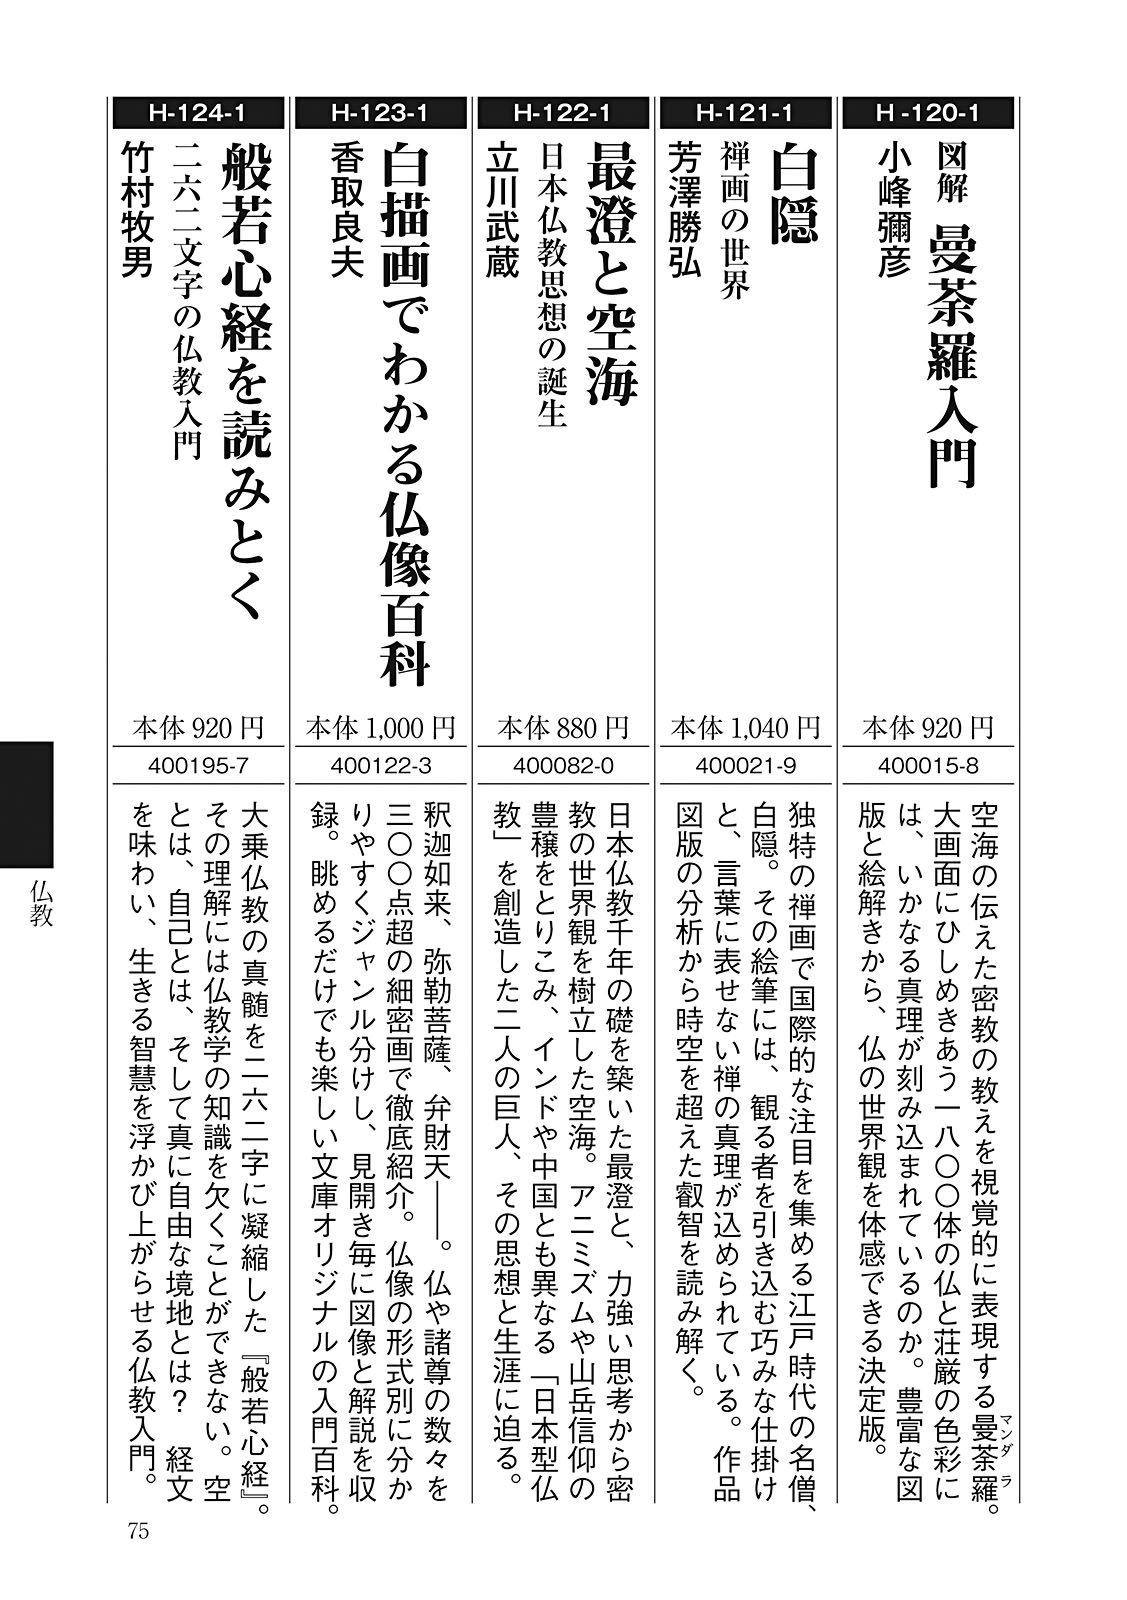 H-120-1
図解 曼荼羅入門
小峰彌彦
本体 920 円
400015-8
空海の伝えた密教の教えを視覚的に表現する曼荼羅。
マンダラ
大画面にひしめきあう一八〇〇体の仏と荘厳の色彩に
は、いかなる真理が刻み込まれているのか。豊富な図
版と絵解きから、仏の世界観を体感できる決定版。
H-121-1
白隠
禅画の世界
芳澤勝弘
本体 1,040 円
400021-9
独特の禅画で国際的な注目を集める江戸時代の名僧、
白隠。その絵筆には、観る者を引き込む巧みな仕掛け
と、言葉に表せない禅の真理が込められている。作品
図版の分析から時空を超えた叡智を読み解く。
H-122-1
最澄と空海
日本仏教思想の誕生
立川武蔵
本体 880 円
400082-0
日本仏教千年の礎を築いた最澄と、力強い思考から密
教の世界観を樹立した空海。アニミズムや山岳信仰の
豊穣をとりこみ、インドや中国とも異なる「日本型仏
教」を創造した二人の巨人、その思想と生涯に迫る。
H-123-1
白描画でわかる仏像百科
香取良夫
本体 1,000 円
400122-3
釈迦如来、弥勒菩薩、弁財天――。仏や諸尊の数々を
三〇〇点超の細密画で徹底紹介。仏像の形式別に分か
りやすくジャンル分けし、見開き毎に図像と解説を収
録。眺めるだけでも楽しい文庫オリジナルの入門百科。
H-124-1
般若心経を読みとく
二六二文字の仏教入門
竹村牧男
本体 920 円
400195-7
大乗仏教の真髄を二六二字に凝縮した『般若心経』。
その理解には仏教学の知識を欠くことができない。空
とは、自己とは、そして真に自由な境地とは？ 経文
を味わい、生きる智慧を浮かび上がらせる仏教入門。
仏教
75